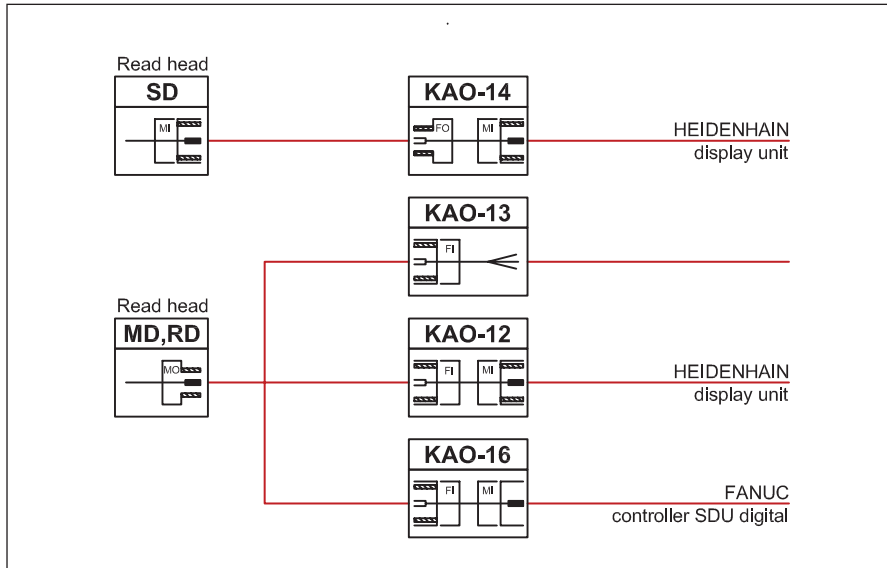 Read head
SD
MI
KAO-14
FO
MI
HEIDENHAIN
display unit
KAO-13
FI
Read head
MD,RD
MO
KAO-12
FI
MI
HEIDENHAIN
display unit
KAO-16
FI
MI
FANUC
controller SDU digital